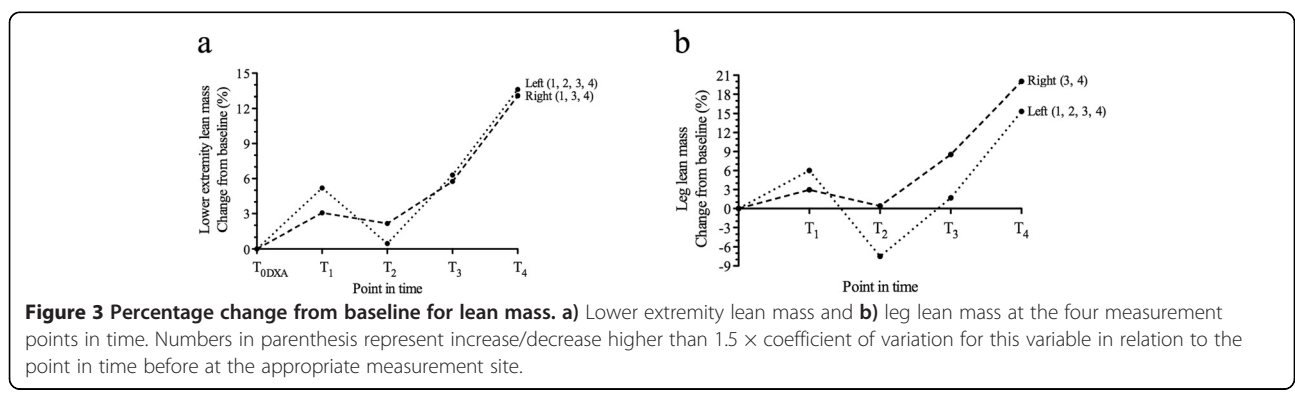 a
Lower extremity lean mass
Change from baseline (%)
15
12
9
6
3
0
Left (1, 2, 3, 4)
Right (1, 3, 4)
T0DXA T1 T2 T3 T4
Point in time
b
Leg lean mass
Change from baseline (%)
21
18
15
12
9
6
3
0
-3
-6
-9
Right (3, 4)
Left (1, 2, 3, 4)
T1 T2 T3 T4
Point in time
Figure 3 Percentage change from baseline for lean mass. a) Lower extremity lean mass and b) leg lean mass at the four measurement
points in time. Numbers in parenthesis represent increase/decrease higher than 1.5 × coefficient of variation for this variable in relation to the
point in time before at the appropriate measurement site.